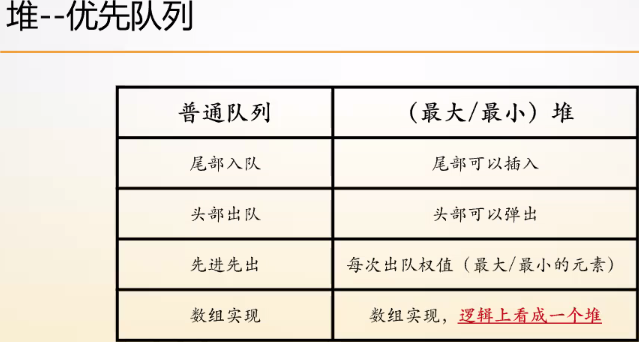 堆--优先队列
普通队列
（最大/最小）堆
尾部入队
尾部可以插入
头部出队
头部可以弹出
先进先出
每次出队权值（最大/最小的元素）
数组实现
数组实现，逻辑上看成一个堆